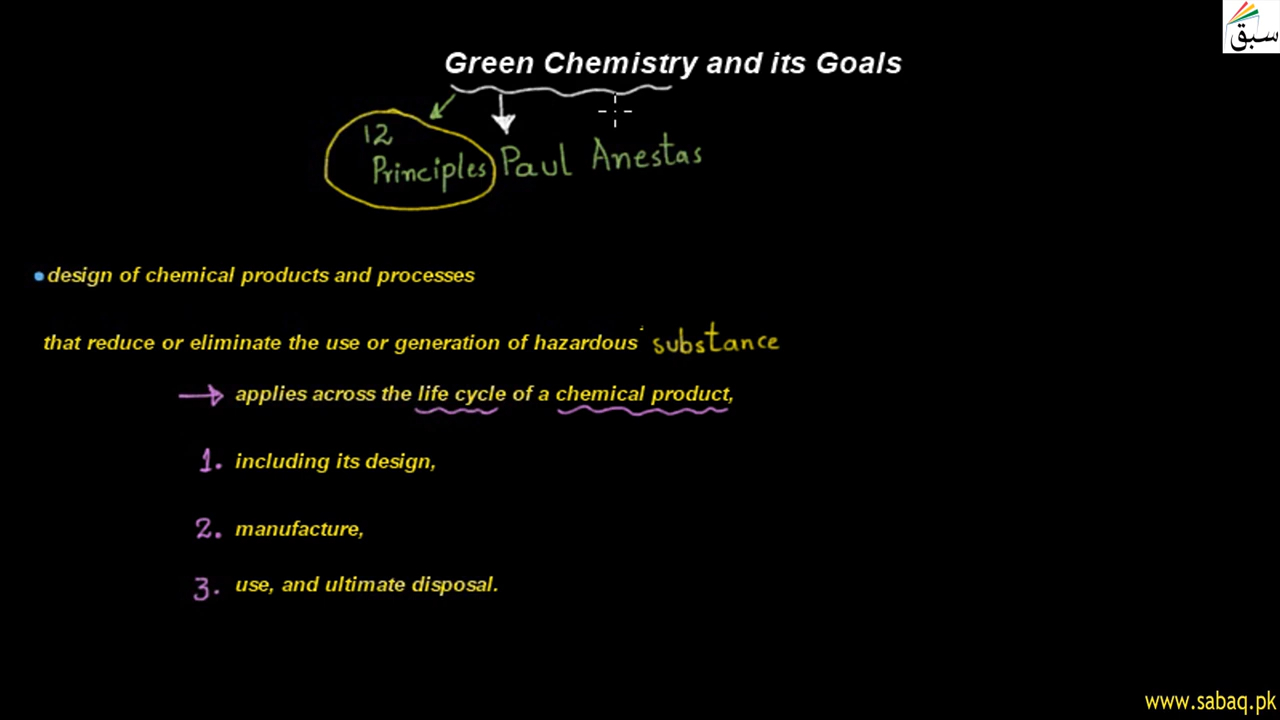 سبق
Green Chemistry and its Goals
12
Principles Paul Anestas
•design of chemical products and processes
that reduce or eliminate the use or generation of hazardous substance
applies across the life cycle of a chemical product,
1. including its design,
2. manufacture,
3. use, and ultimate disposal.
www.sabaq.pk